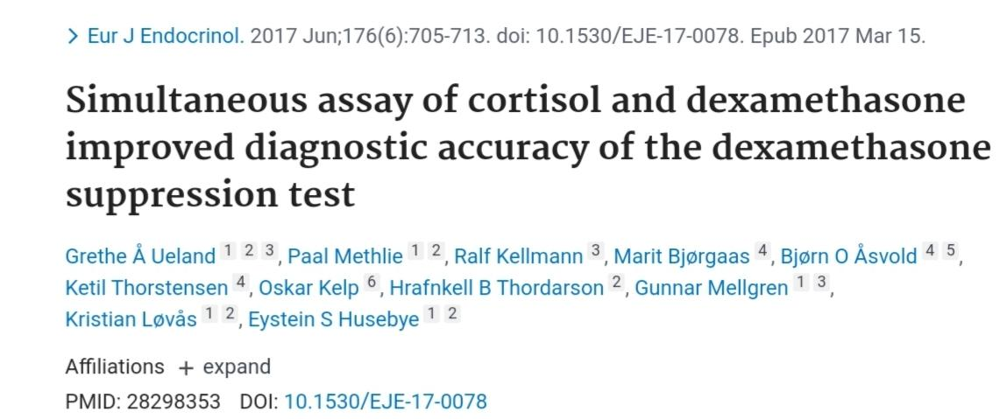 > Eur J Endocrinol. 2017 Jun;176(6):705-713. doi: 10.1530/EJE-17-0078. Epub 2017 Mar 15.
Simultaneous assay of cortisol and dexamethasone
improved diagnostic accuracy of the dexamethasone
suppression test
Grethe Å Ueland 1 2 3, Paal Methlie 1 2, Ralf Kellmann 3, Marit Bjørgaas 4, Bjørn O Åsvold 4 5,
Ketil Thorstensen 4, Oskar Kelp 6, Hrafnkell B Thordarson 2, Gunnar Mellgren 1 3,
Kristian Løvås 1 2, Eystein S Husebye 1 2
Affiliations + expand
PMID: 28298353 DOI: 10.1530/EJE-17-0078